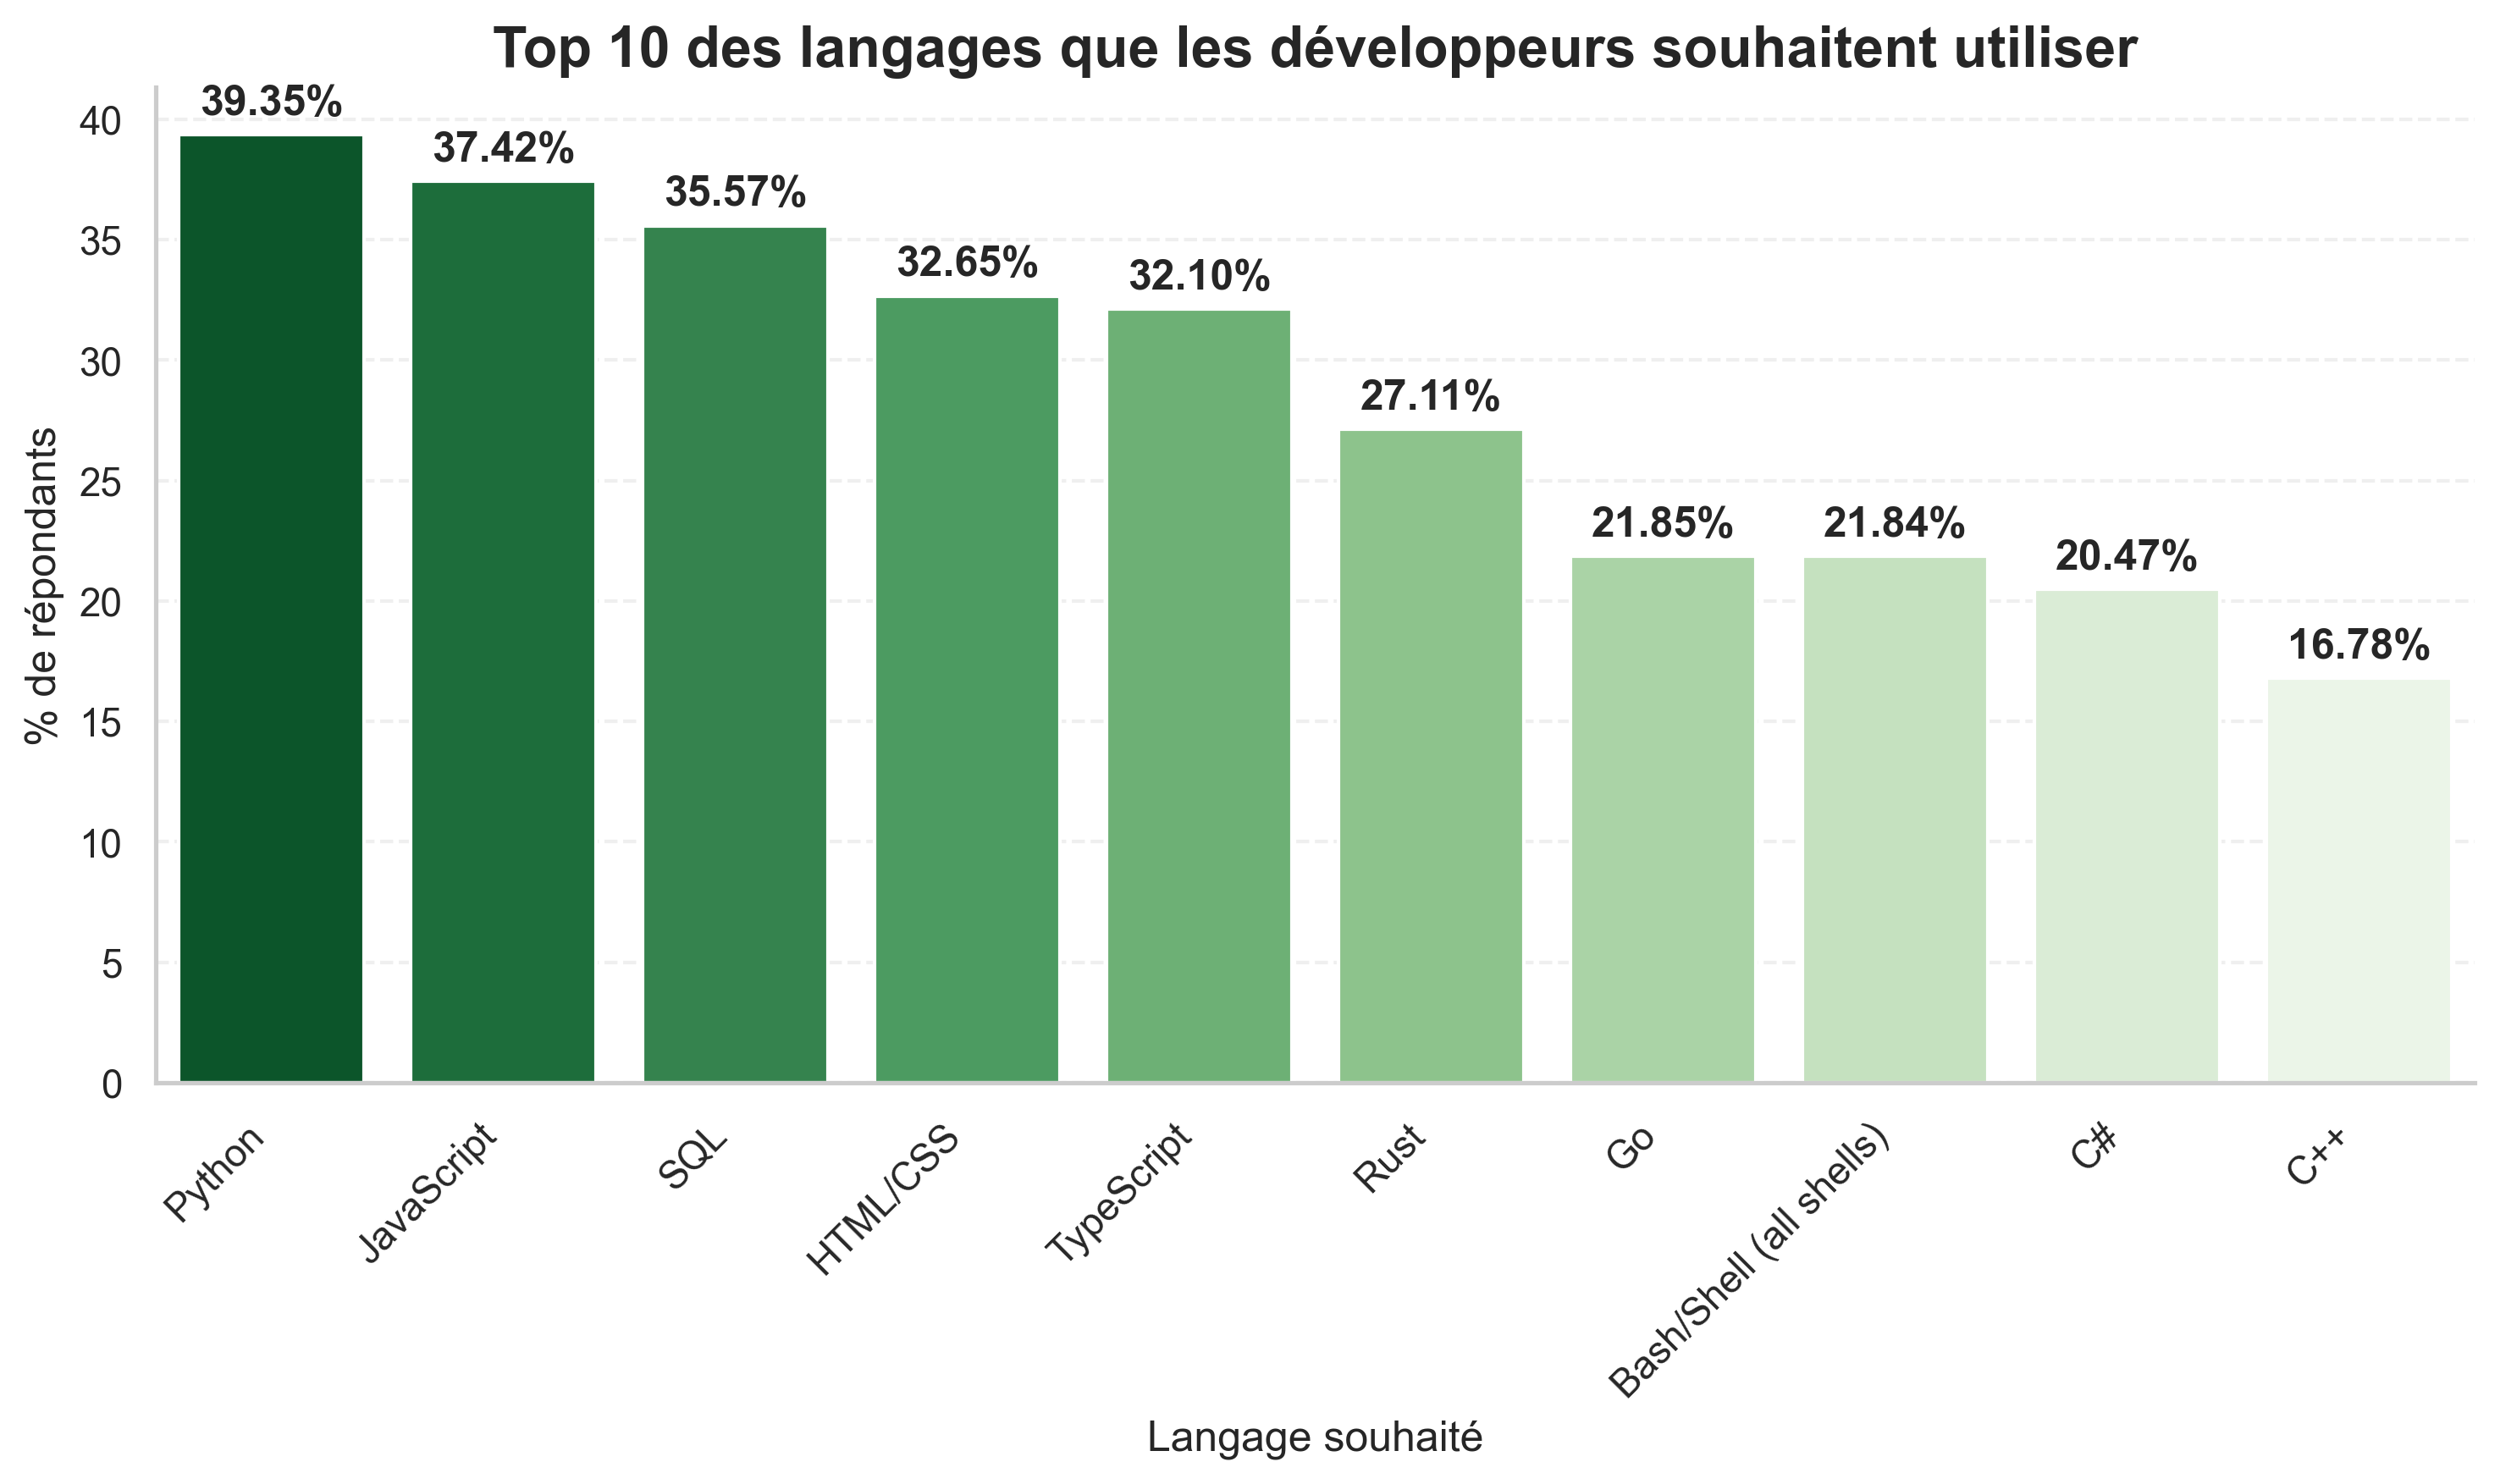 Top 10 des langages que les développeurs souhaitent utiliser
% de répondants
40
35
30
25
20
15
10
5
0
39.35%
37.42%
35.57%
32.65%
32.10%
27.11%
21.85%
21.84%
20.47%
16.78%
Python
JavaScript
SQL
HTML/CSS
TypeScript
Rust
Go
Bash/Shell (all shells)
C#
C++
Langage souhaité